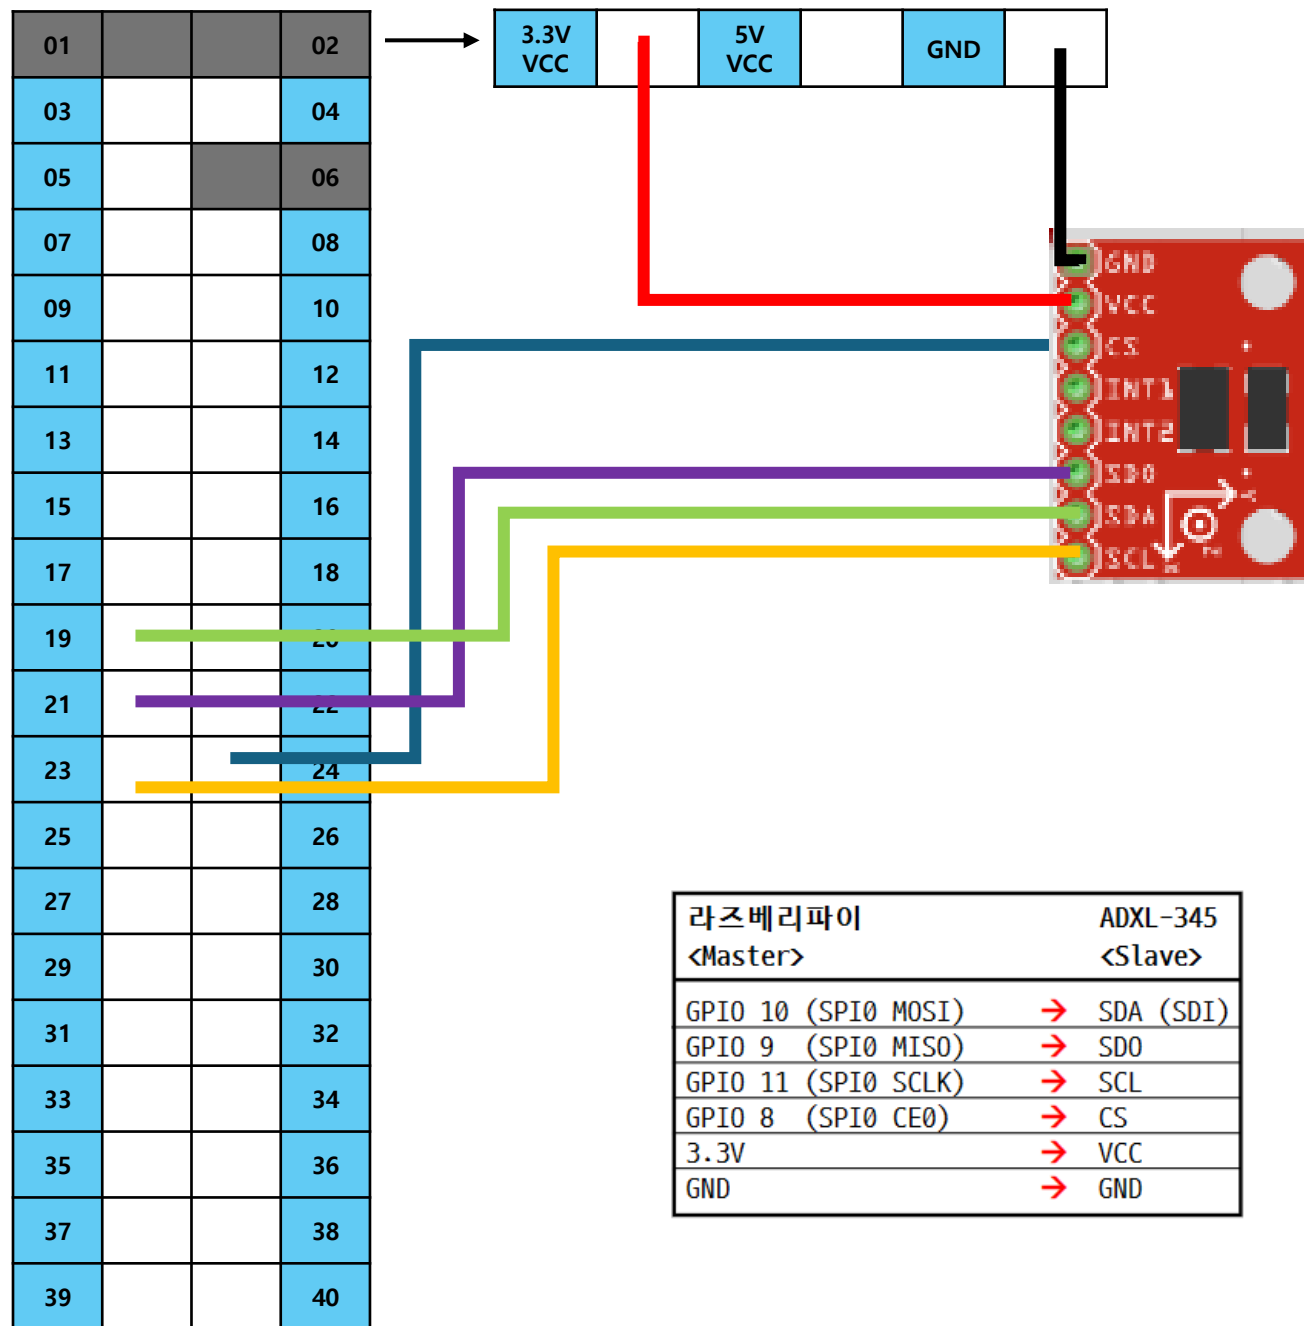 01 02
03 04
05 06
07 08
09 10
11 12
13 14
15 16
17 18
19 20
21 22
23 24
25 26
27 28
29 30
31 32
33 34
35 36
37 38
39 40
3.3V
VCC
5V
VCC
GND
GND
VCC
CS
INT1
INT2
SDO
SDA
SCL
라즈베리파이 ADXL-345
<Master> <Slave>
GPIO 10 (SPI0 MOSI) → SDA (SDI)
GPIO 9 (SPI0 MISO) → SDO
GPIO 11 (SPI0 SCLK) → SCL
GPIO 8 (SPI0 CE0) → CS
3.3V → VCC
GND → GND